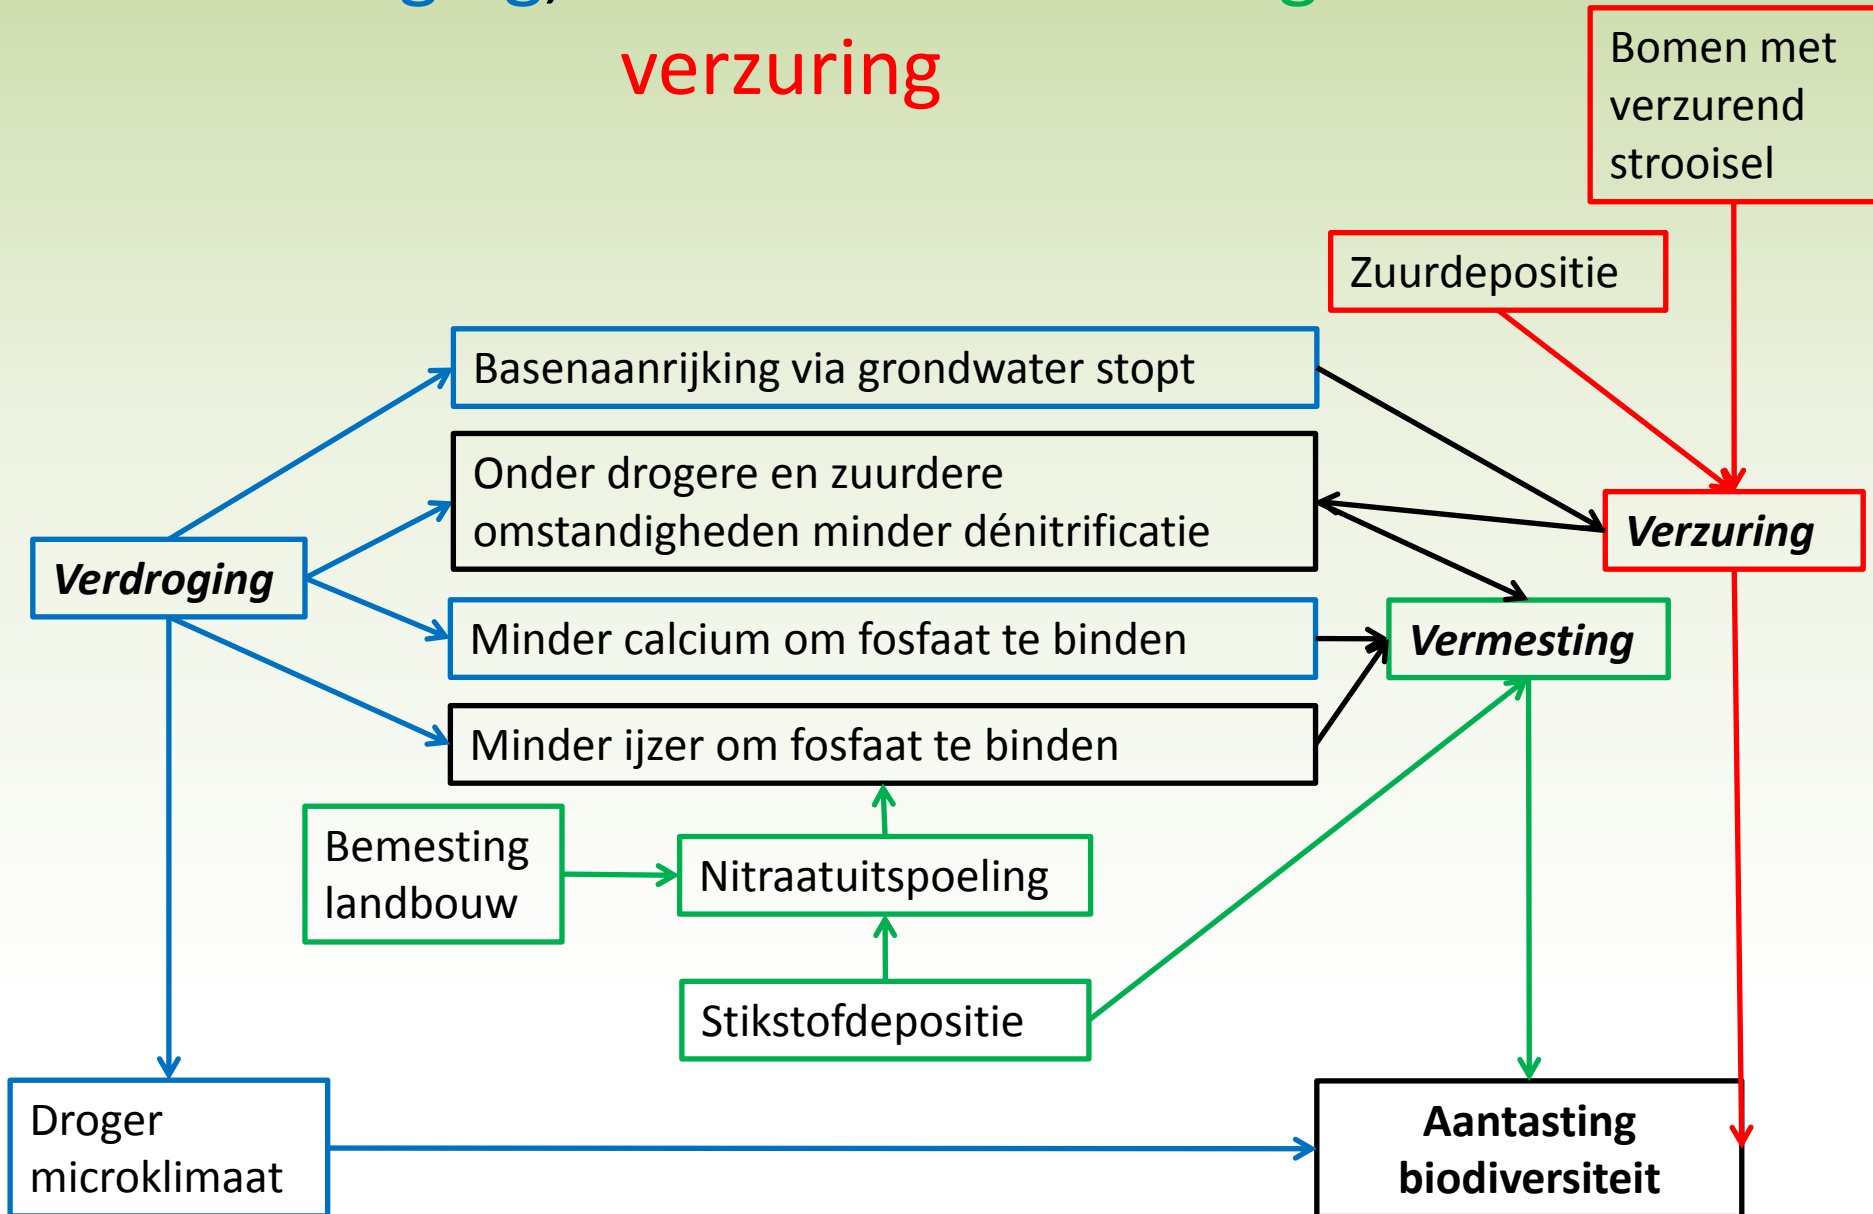 verzuring
Bomen met
verzurend
strooisel
Zuurdepositie
Basenaanrijking via grondwater stopt
Onder drogere en zuurdere
omstandigheden minder dénitrificatie
Verzuring
Verdroging
Minder calcium om fosfaat te binden
Vermesting
Minder ijzer om fosfaat te binden
Bemesting
landbouw
Nitraatuitspoeling
Stikstofdepositie
Droger
microklimaat
Aantasting
biodiversiteit